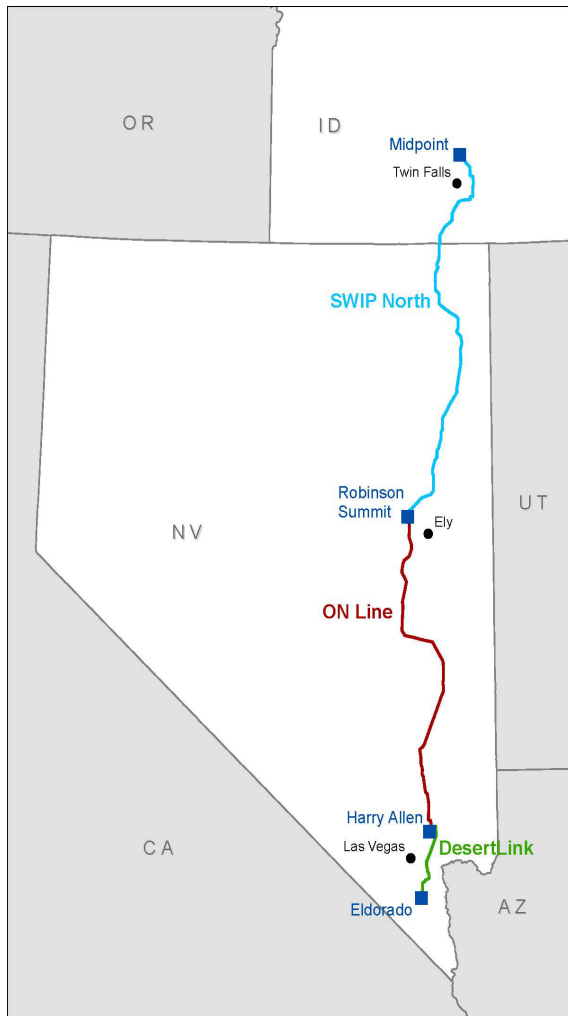 OR
ID
Midpoint
Twin Falls
SWIP North
Robinson
Summit
Ely
UT
NV
ON Line
Harry Allen
Las Vegas
DesertLink
CA
Eldorado
AZ